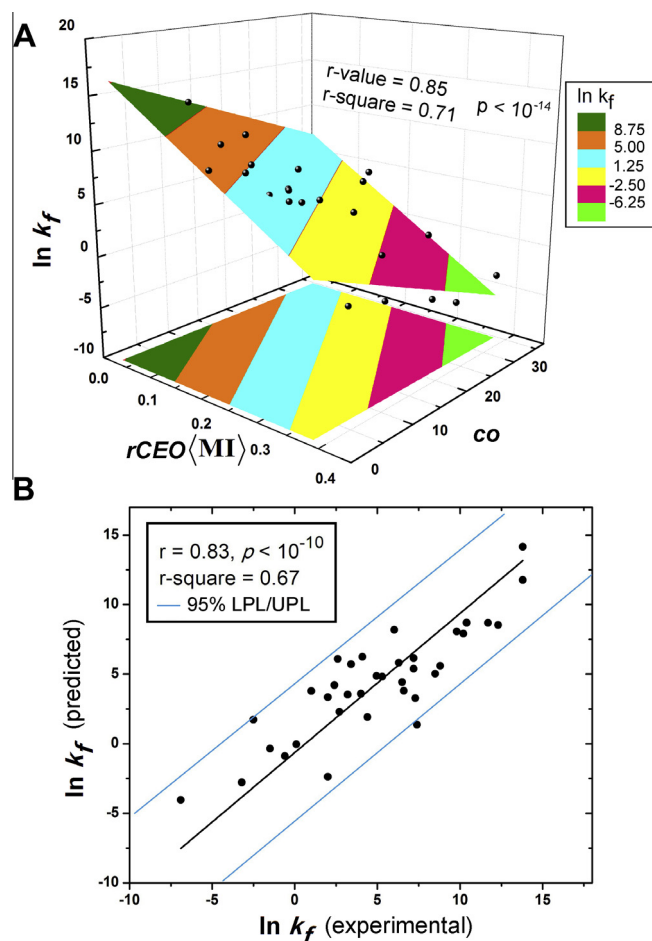 A
20
15
10
5
0
-5
-10
ln kf
r-value = 0.85
r-square = 0.71
p < 10-14
ln kf
8.75
5.00
1.25
-2.50
-6.25
0.0
0.1
0.2
0.3
0.4
rCEO⟨MI⟩
0
10
20
30
co
B
15
10
5
0
-5
-10
ln kf (predicted)
r = 0.83, p < 10-10
r-square = 0.67
95% LPL/UPL
-10
-5
0
5
10
15
ln kf (experimental)